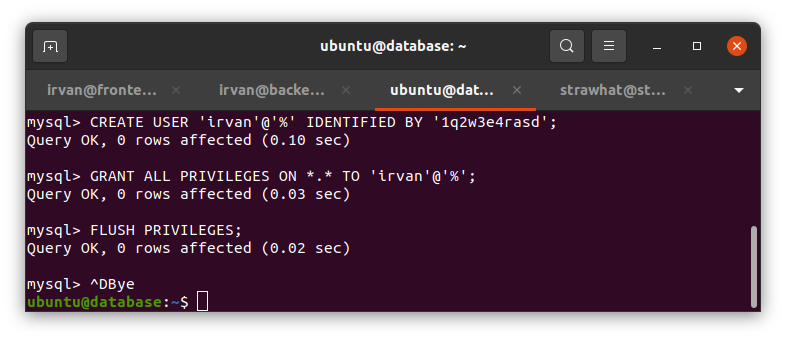 ubuntu@database: ~
irvan@fronte...
irvan@backe...
ubuntu@dat...
strawhat@st...
mysql> CREATE USER 'irvan'@'%' IDENTIFIED BY '1q2w3e4rasd';
Query OK, 0 rows affected (0.10 sec)
mysql> GRANT ALL PRIVILEGES ON *.* TO 'irvan'@'%';
Query OK, 0 rows affected (0.03 sec)
mysql> FLUSH PRIVILEGES;
Query OK, 0 rows affected (0.02 sec)
mysql> ^DBye
ubuntu@database:~$